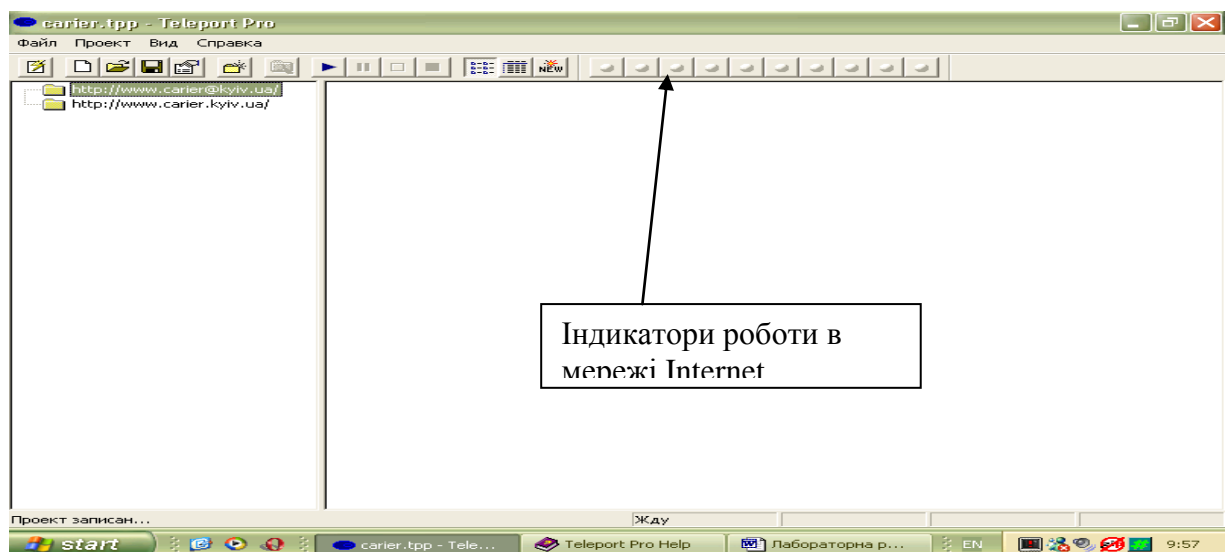 carier.tpp - Teleport Pro
Файл Проект Вид Справка
NEW
http://www.carier@kyiv.ua/
http://www.carier.kyiv.ua/
Індикатори роботи в
мережі Internet
Проект записан...
Жду
start
carier.tpp - Tele...
Teleport Pro Help
Лабораторна р...
EN
9:57